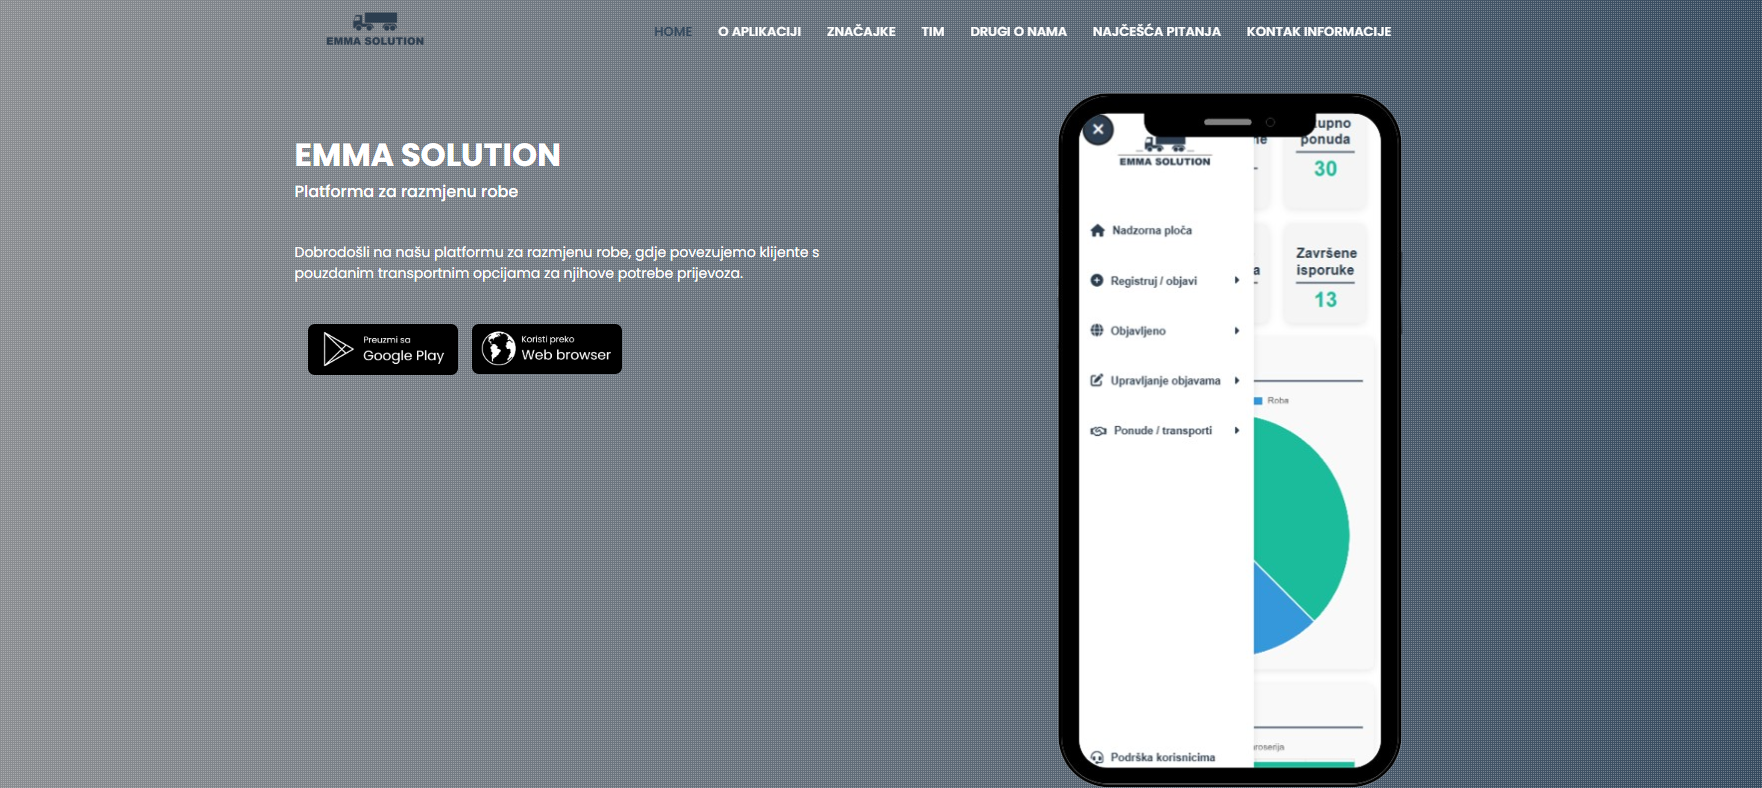 EMMA SOLUTION
HOME
O APLIKACIJI
ZNAČAJKE
TIM
DRUGI O NAMA
NAJČEŠĆA PITANJA
KONTAK INFORMACIJE
EMMA SOLUTION
Platforma za razmjenu robe
Dobrodošli na našu platformu za razmjenu robe, gdje povezujemo klijente s
pouzdanim transportnim opcijama za njihove potrebe prijevoza.
Preuzmi sa
Google Play
Koristi preko
Web browser
EMMA SOLUTION
Nadzorna ploča
Registruj / objavi
Objavljeno
Upravljanje objavama
Ponude / transporti
Podrška korisnicima
ponuda
30
Završene
isporuke
13
Roba